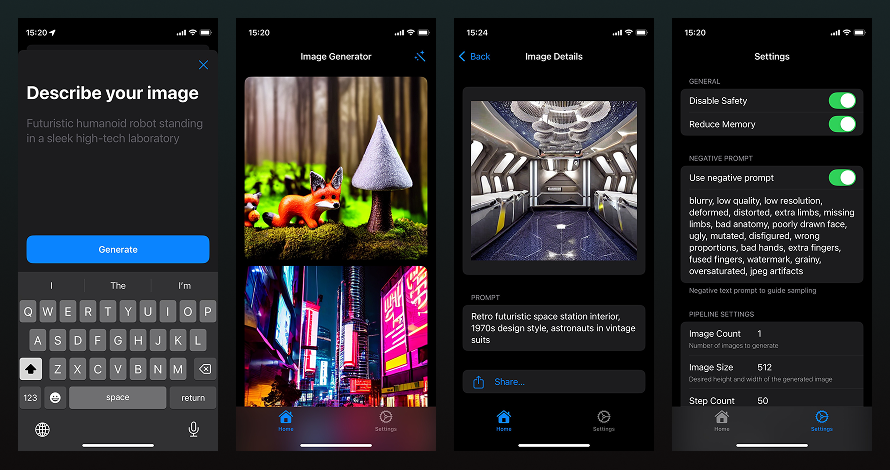 15:20
Describe your image
Futuristic humanoid robot standing
in a sleek high-tech laboratory
Generate
I The I'm
Q W E R T Y U I O P
A S D F G H J K L
Z X C V B N M
123 space return
15:20
Image Generator
Home Settings
15:24
Back Image Details
PROMPT
Retro futuristic space station interior,
1970s design style, astronauts in vintage
suits
Share...
Home Settings
15:20
Settings
GENERAL
Disable Safety
Reduce Memory
NEGATIVE PROMPT
Use negative prompt
blurry, low quality, low resolution,
deformed, distorted, extra limbs, missing
limbs, bad anatomy, poorly drawn face,
ugly, mutated, disfigured, wrong
proportions, bad hands, extra fingers,
fused fingers, watermark, grainy,
oversaturated, jpeg artifacts
Negative text prompt to guide sampling
PIPELINE SETTINGS
Image Count 1
Number of images to generate
Image Size 512
Desired height and width of the generated image
Step Count 50
Home Settings